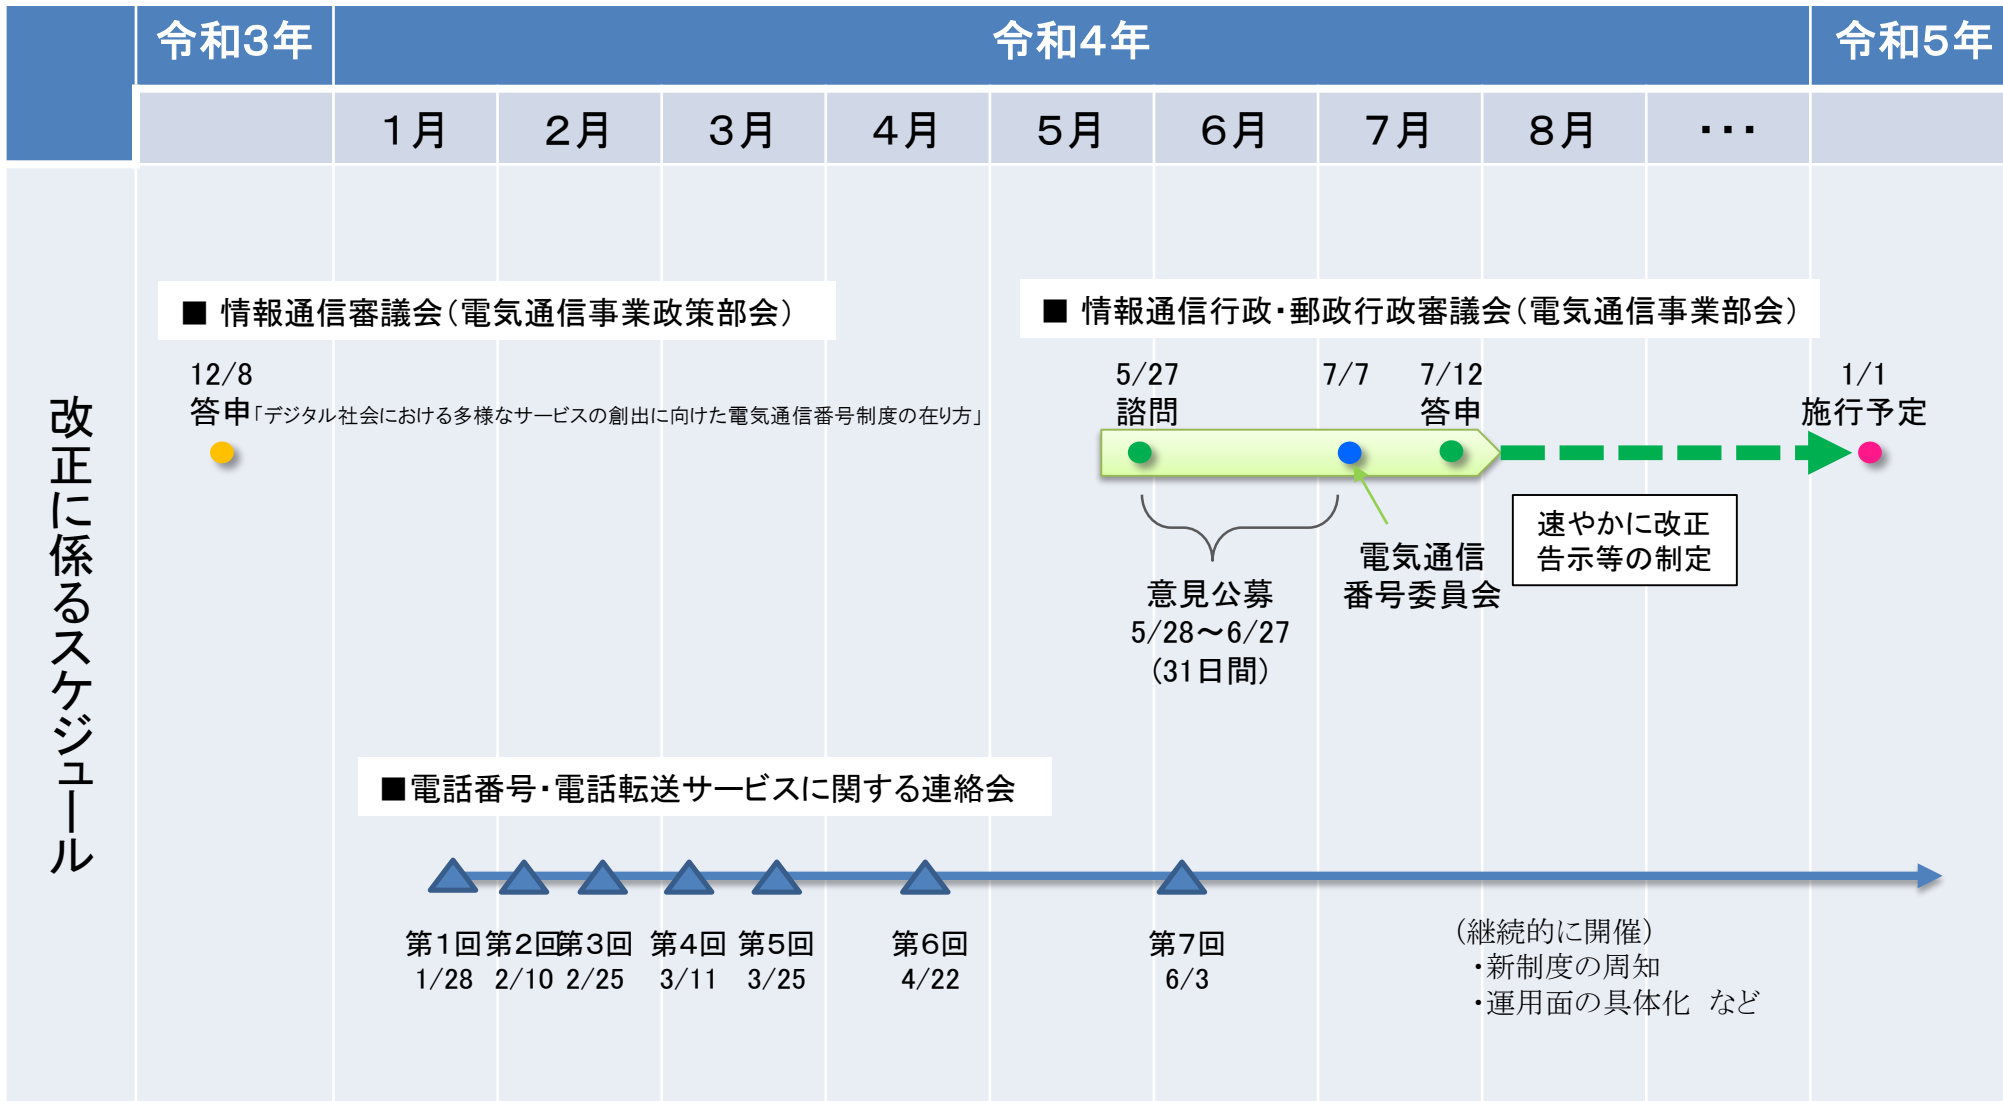 令和３年
令和４年
令和５年
１月
２月
３月
４月
５月
６月
７月
８月
・・・
改正に係るスケジュール
■ 情報通信審議会（電気通信事業政策部会）
12/8
答申「デジタル社会における多様なサービスの創出に向けた電気通信番号制度の在り方」
■ 情報通信行政・郵政行政審議会（電気通信事業部会）
5/27
諮問
7/7
7/12
答申
1/1
施行予定
意見公募
5/28～6/27
（31日間）
電気通信
番号委員会
速やかに改正
告示等の制定
■電話番号・電話転送サービスに関する連絡会
第１回
1/28
第２回
2/10
第３回
2/25
第４回
3/11
第５回
3/25
第６回
4/22
第７回
6/3
（継続的に開催）
・新制度の周知
・運用面の具体化　など